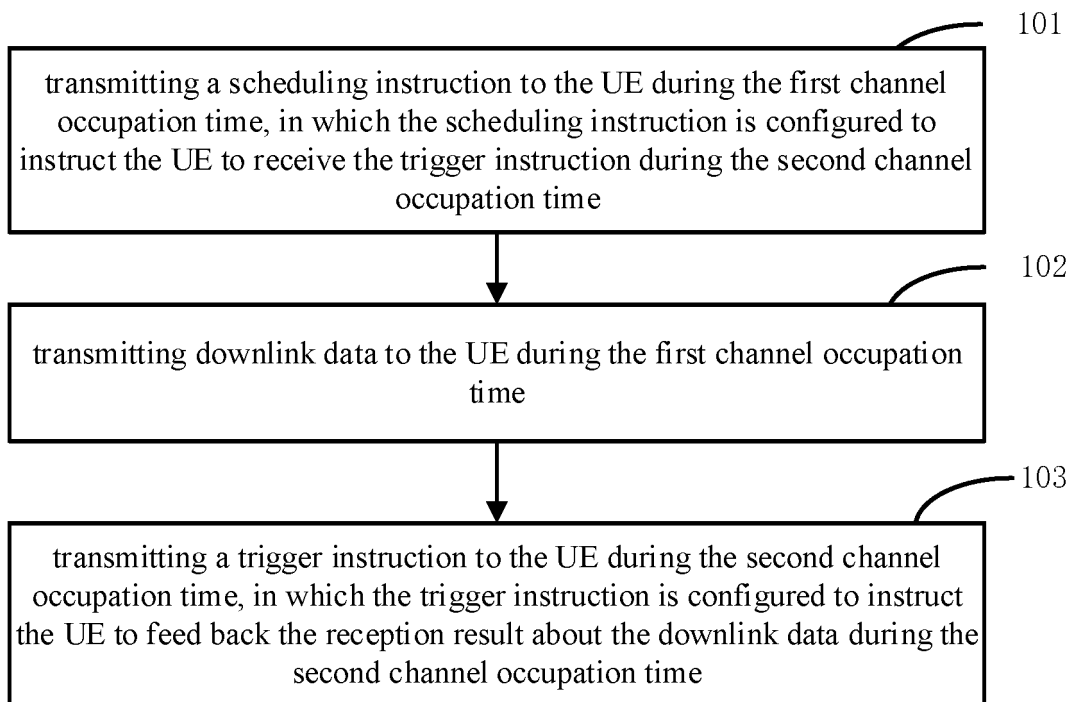 101
transmitting a scheduling instruction to the UE during the first channel
occupation time, in which the scheduling instruction is configured to
instruct the UE to receive the trigger instruction during the second channel
occupation time
102
transmitting downlink data to the UE during the first channel occupation
time
103
transmitting a trigger instruction to the UE during the second channel
occupation time, in which the trigger instruction is configured to instruct
the UE to feed back the reception result about the downlink data during the
second channel occupation time